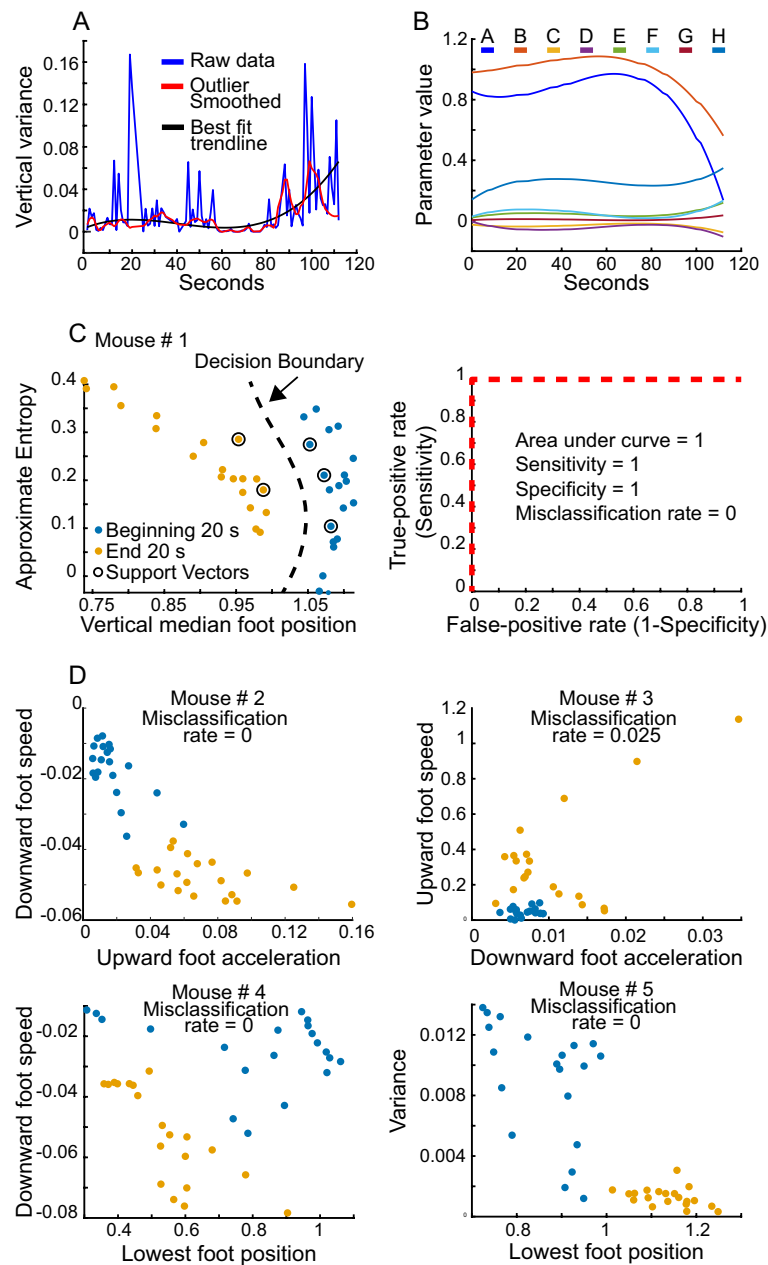 A
Vertical variance
0.16
0.12
0.08
0.04
0
Raw data
Outlier
Smoothed
Best fit
trendline
0 20 40 60 80 100 120
Seconds
B
A B C D E F G H
Parameter value
1.2
0.8
0.4
0
0 20 40 60 80 100 120
Seconds
C
Mouse # 1
Decision Boundary
Approximate Entropy
0.4
0.3
0.2
0.1
0
Beginning 20 s
End 20 s
Support Vectors
0.75 0.85 0.95 1.05
Vertical median foot position
True-positive rate
(Sensitivity)
1
0.8
0.6
0.4
0.2
0
Area under curve = 1
Sensitivity = 1
Specificity = 1
Misclassification rate = 0
0 0.2 0.4 0.6 0.8 1
False-positive rate (1-Specificity)
D
Mouse # 2
Misclassification
rate = 0
Downward foot speed
0
-0.02
-0.04
-0.06
0 0.04 0.08 0.12 0.16
Upward foot acceleration
Mouse # 3
Misclassification
rate = 0.025
Upward foot speed
1.2
1
0.8
0.6
0.4
0.2
0
0 0.01 0.02 0.03
Downward foot acceleration
Mouse # 4
Misclassification
rate = 0
Downward foot speed
-0.02
-0.04
-0.06
-0.08
0.4 0.6 0.8 1
Lowest foot position
Mouse # 5
Misclassification
rate = 0
Variance
0.012
0.008
0.004
0
0.8 1 1.2
Lowest foot position